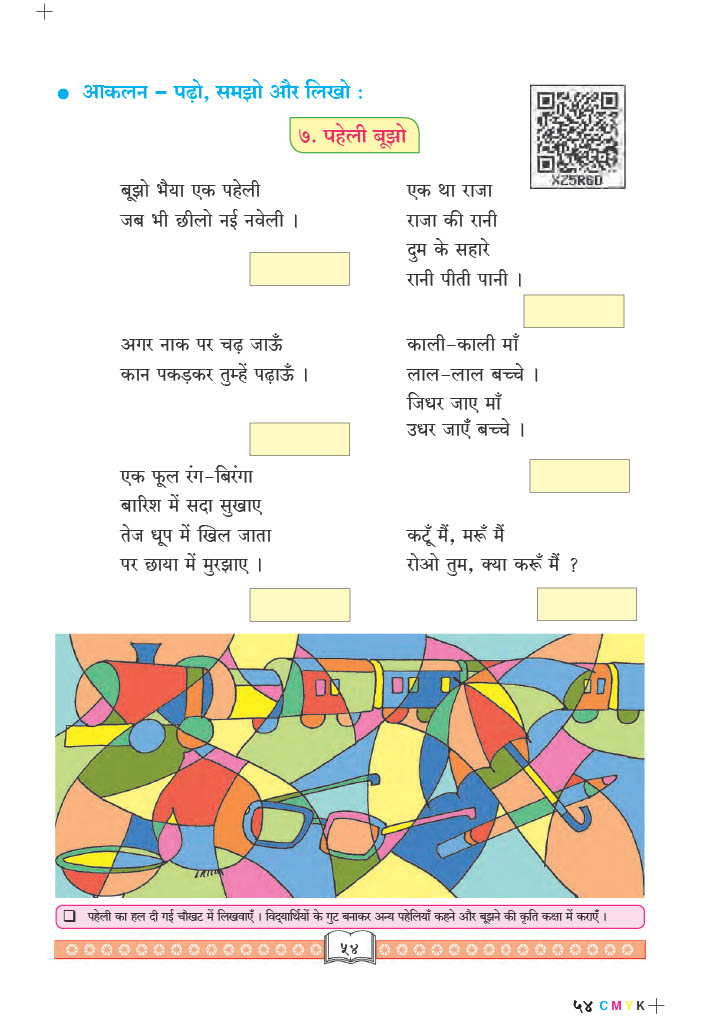 ● आकलन – पढ़ो, समझो और लिखो :
७. पहेली बूझो
XZ5R6D
बूझो भैया एक पहेली
जब भी छीलो नई नवेली ।
एक था राजा
राजा की रानी
दुम के सहारे
रानी पीती पानी ।
अगर नाक पर चढ़ जाऊँ
कान पकड़कर तुम्हें पढ़ाऊँ ।
काली-काली माँ
लाल-लाल बच्चे ।
जिधर जाए माँ
उधर जाएँ बच्चे ।
एक फूल रंग-बिरंगा
बारिश में सदा सुखाए
तेज धूप में खिल जाता
पर छाया में मुरझाए ।
कटूँ मैं, मरूँ मैं
रोओ तुम, क्या करूँ मैं ?
❑ पहेली का हल दी गई चौखट में लिखवाएँ । विद्यार्थियों के गुट बनाकर अन्य पहेलियाँ कहने और बूझने की कृति कक्षा में कराएँ ।
५४
५४ C M Y K